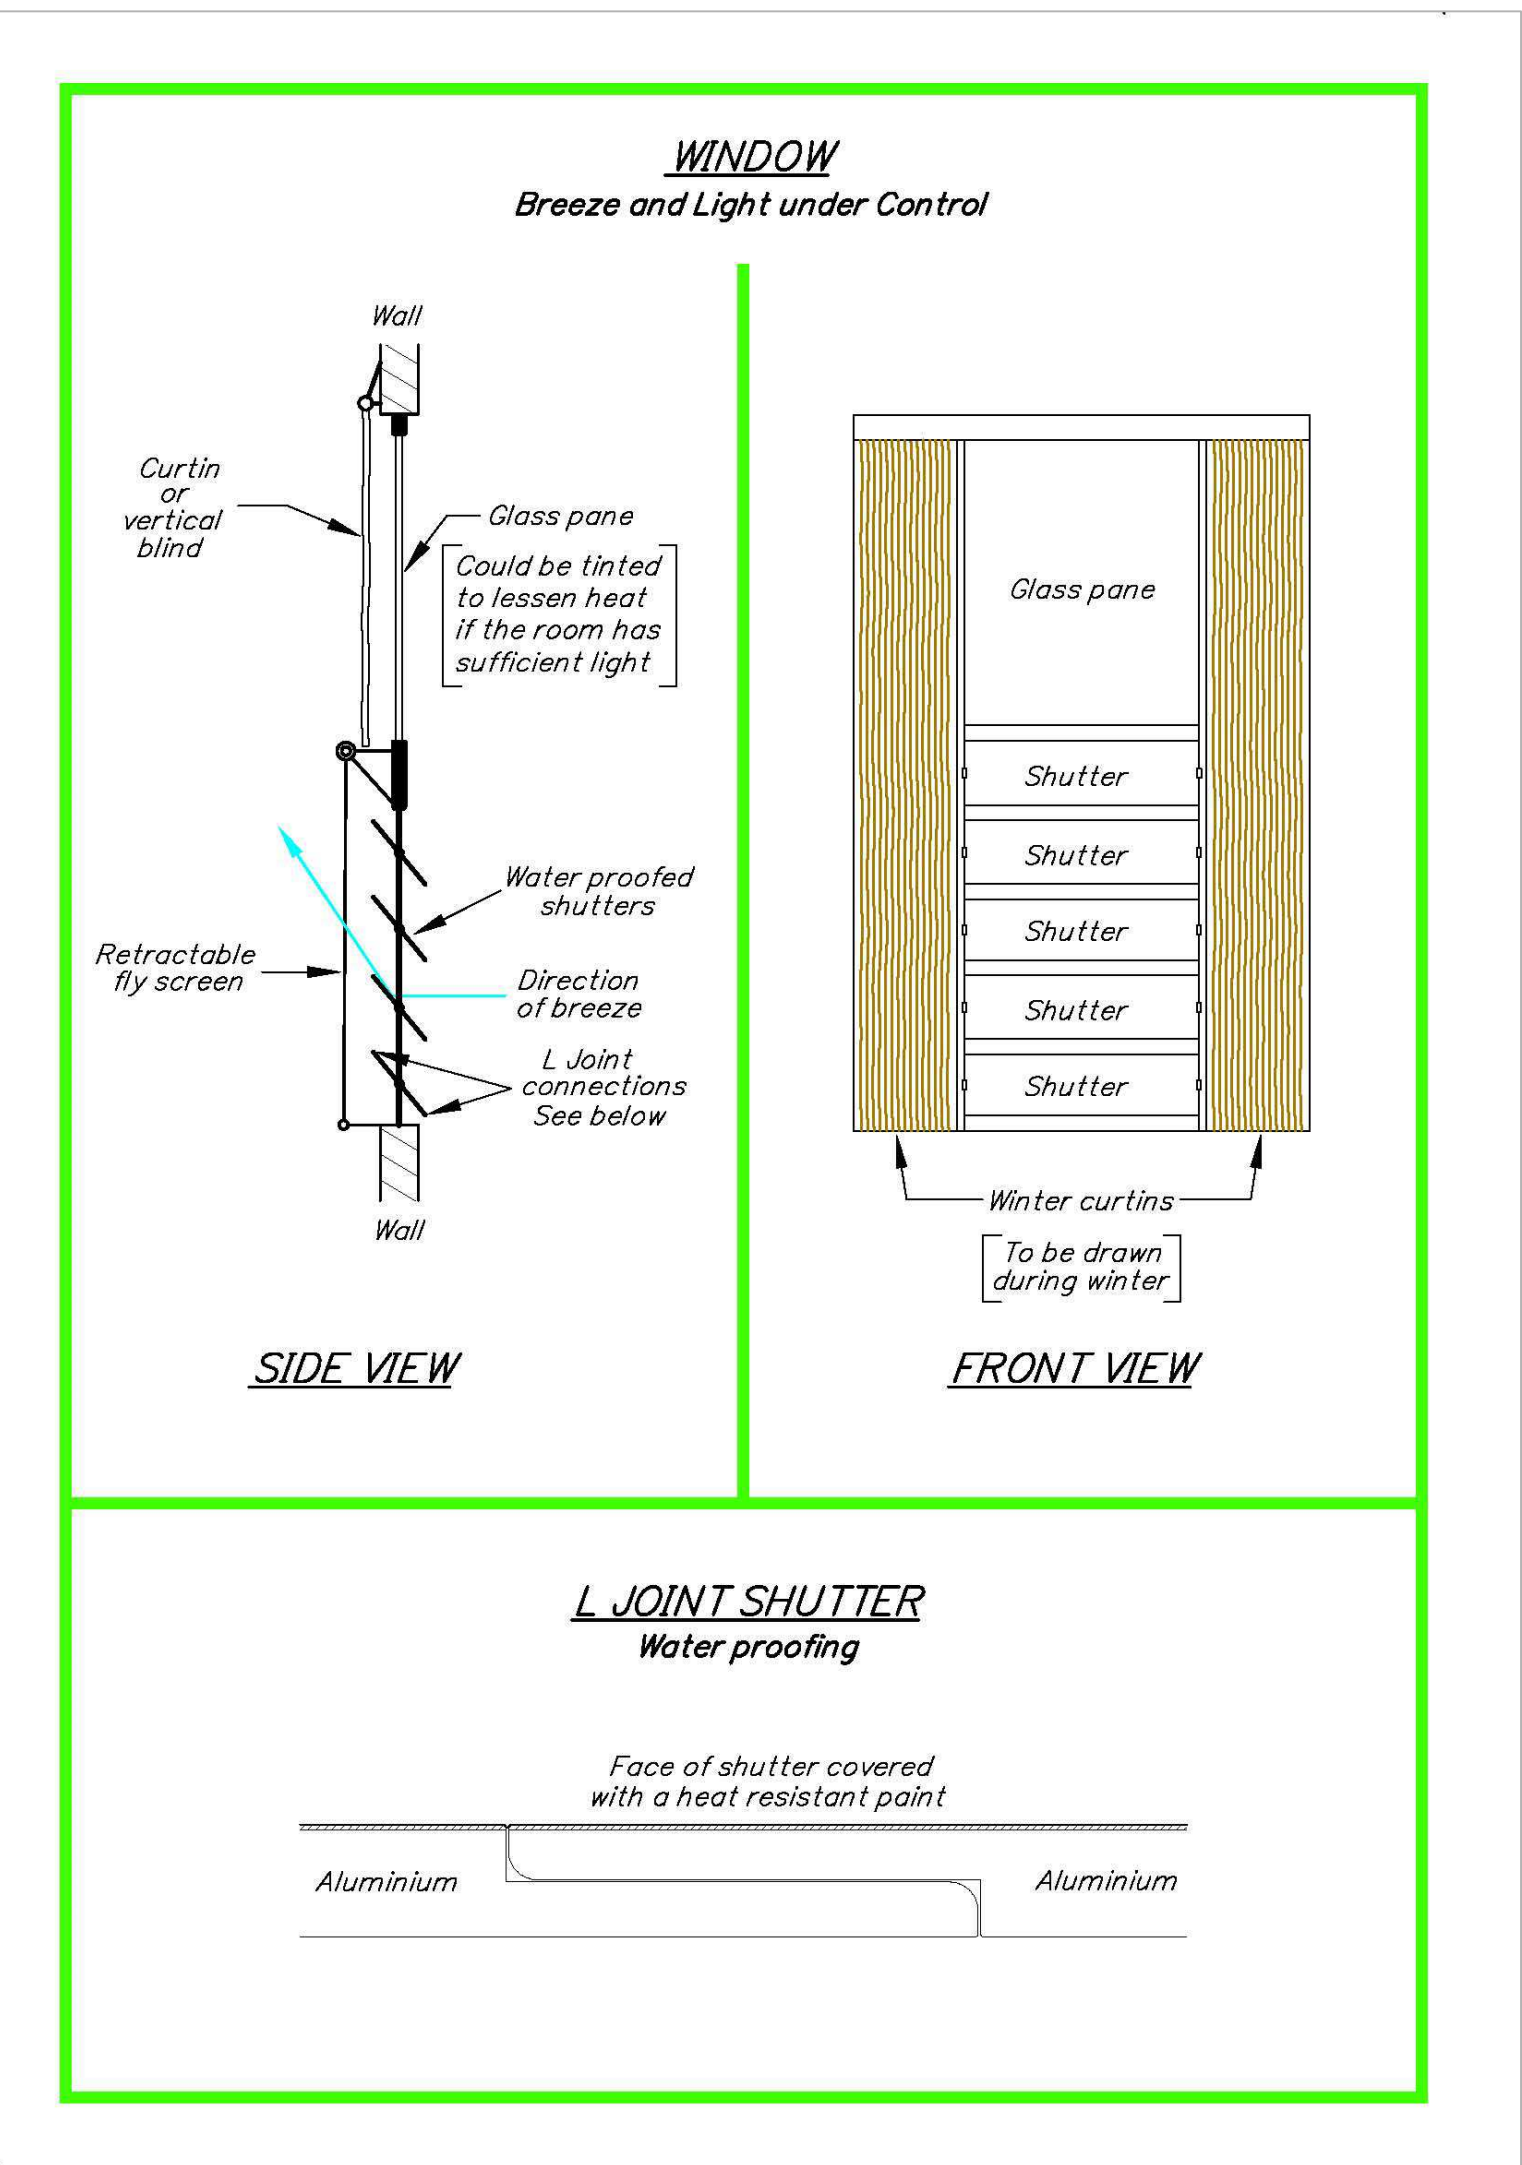 WINDOW
Breeze and Light under Control
Wall
Curtin
or
vertical
blind
Glass pane
Could be tinted
to lessen heat
if the room has
sufficient light
Water proofed
shutters
Retractable
fly screen
Direction
of breeze
L Joint
connections
See below
Wall
SIDE VIEW
Glass pane
Shutter
Shutter
Shutter
Shutter
Shutter
Winter curtins
To be drawn
during winter
FRONT VIEW
L JOINT SHUTTER
Water proofing
Face of shutter covered
with a heat resistant paint
Aluminium
Aluminium